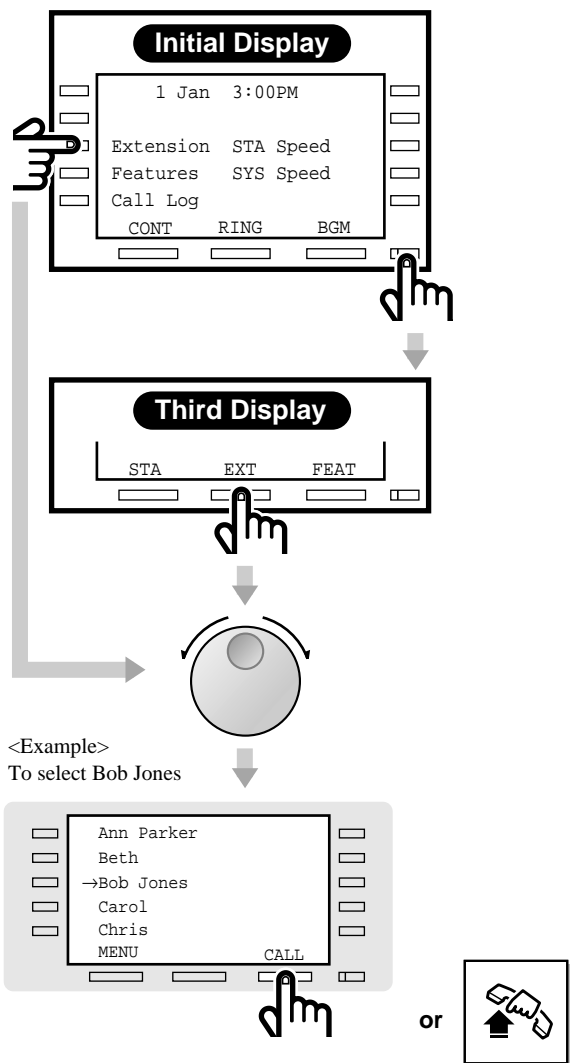 Initial Display
1 Jan 3:00PM
Extension STA Speed
Features SYS Speed
Call Log
CONT RING BGM
Third Display
STA EXT FEAT
<Example>
To select Bob Jones
Ann Parker
Beth
→Bob Jones
Carol
Chris
MENU CALL
or